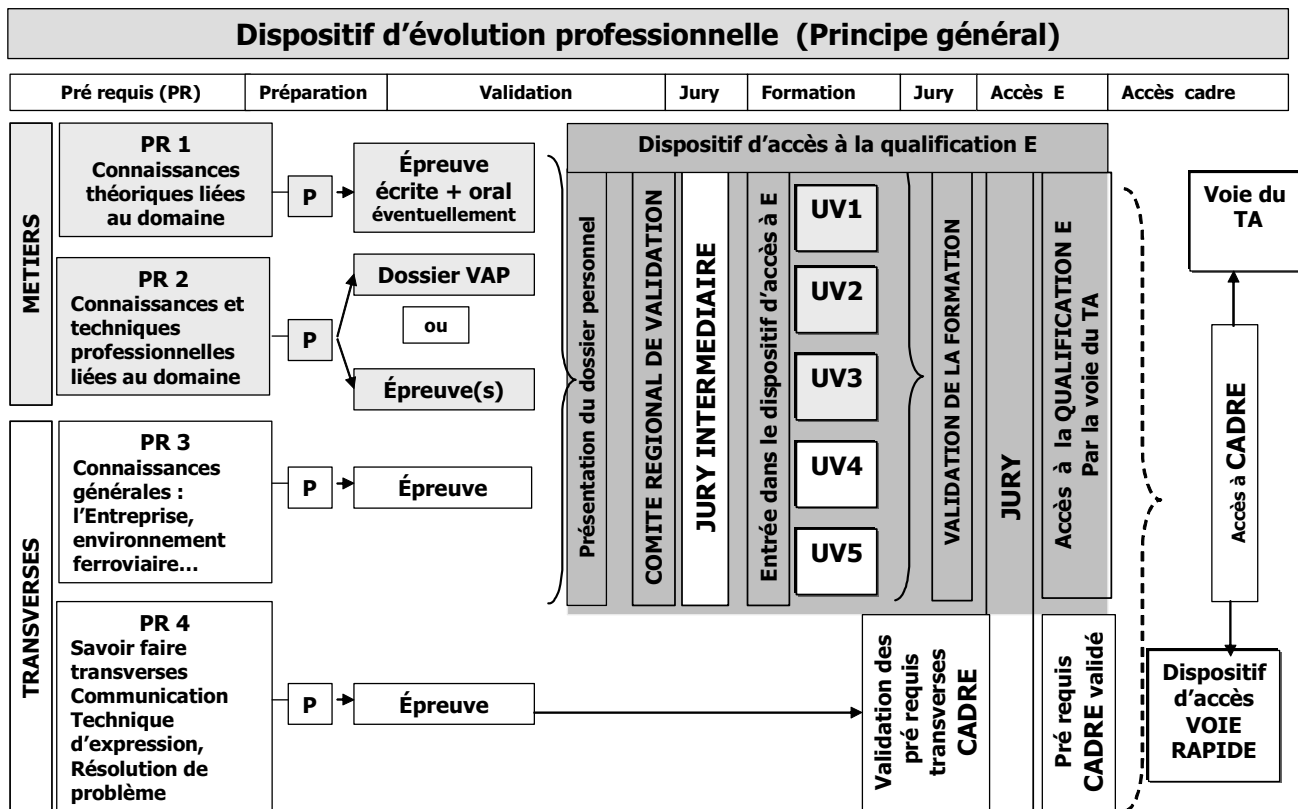 Dispositif d'évolution professionnelle (Principe général)
Pré requis (PR)
Préparation
Validation
Jury
Formation
Jury
Accès E
Accès cadre
METIERS
PR 1
Connaissances
théoriques liées
au domaine
P
Épreuve
écrite + oral
éventuellement
PR 2
Connaissances et
techniques
professionnelles
liées au domaine
P
Dossier VAP
ou
Épreuve(s)
TRANSVERSES
PR 3
Connaissances
générales :
l'Entreprise,
environnement
ferroviaire…
P
Épreuve
PR 4
Savoir faire
transverses
Communication
Technique
d'expression,
Résolution de
problème
P
Épreuve
Dispositif d'accès à la qualification E
Présentation du dossier personnel
COMITE REGIONAL DE VALIDATION
JURY INTERMEDIAIRE
Entrée dans le dispositif d'accès à E
UV1
UV2
UV3
UV4
UV5
VALIDATION DE LA FORMATION
JURY
Accès à la QUALIFICATION E
Par la voie du TA
Validation des
pré requis
transverses
CADRE
Pré requis
CADRE validé
Voie du
TA
Accès à CADRE
Dispositif
d'accès
VOIE
RAPIDE